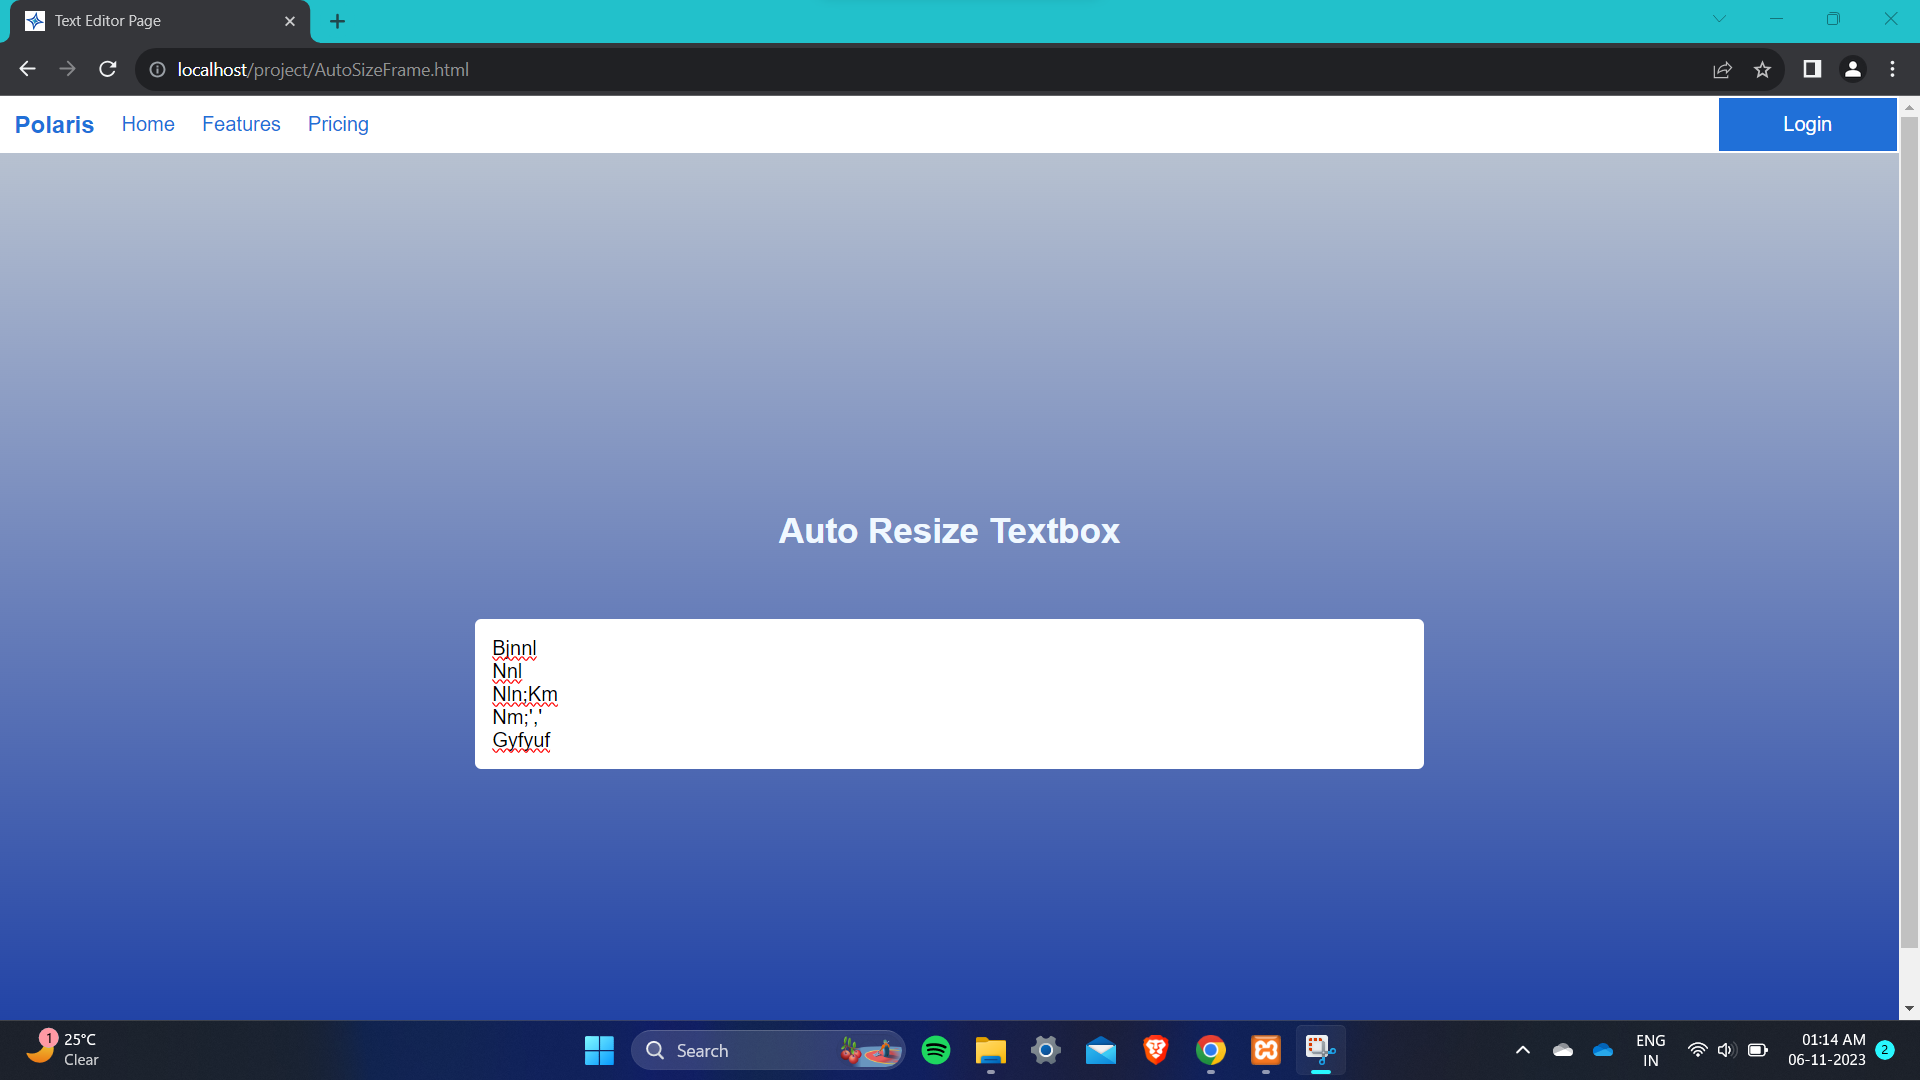 Text Editor Page
localhost/project/AutoSizeFrame.html
Polaris Home Features Pricing Login
Auto Resize Textbox
Bjnnl
Nnl
Nln;Km
Nm;','
Gyfyuf
1
25°C
Clear
Search
ENG
IN
01:14 AM
06-11-2023
2